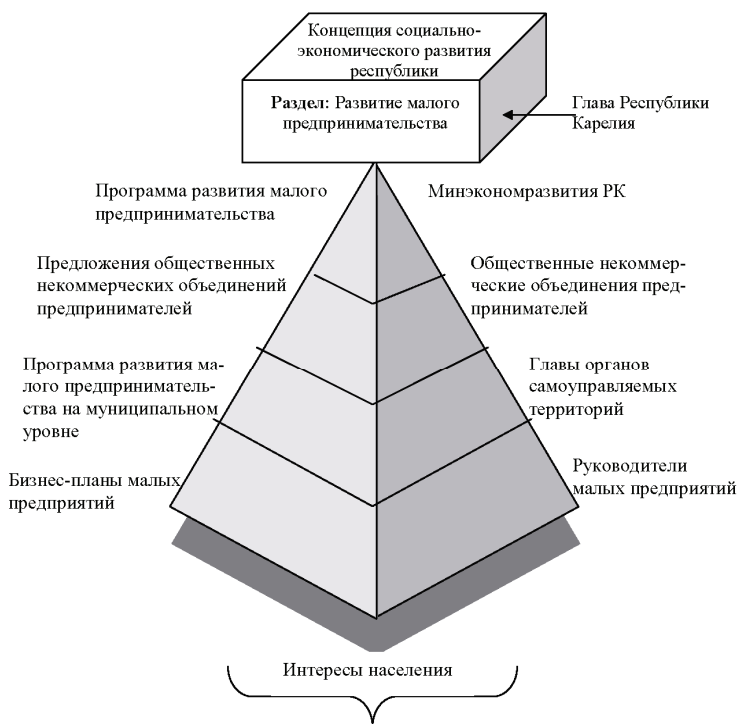 Концепция социально-
экономического развития
республики
Раздел: Развитие малого
предпринимательства
Глава Республики
Карелия
Программа развития малого
предпринимательства
Минэкономразвития РК
Предложения общественных
некоммерческих объединений
предпринимателей
Общественные некоммер-
ческие объединения пред-
принимателей
Программа развития ма-
лого предприниматель-
ства на муниципальном
уровне
Главы органов
самоуправляемых
территорий
Бизнес-планы малых
предприятий
Руководители
малых предприятий
Интересы населения